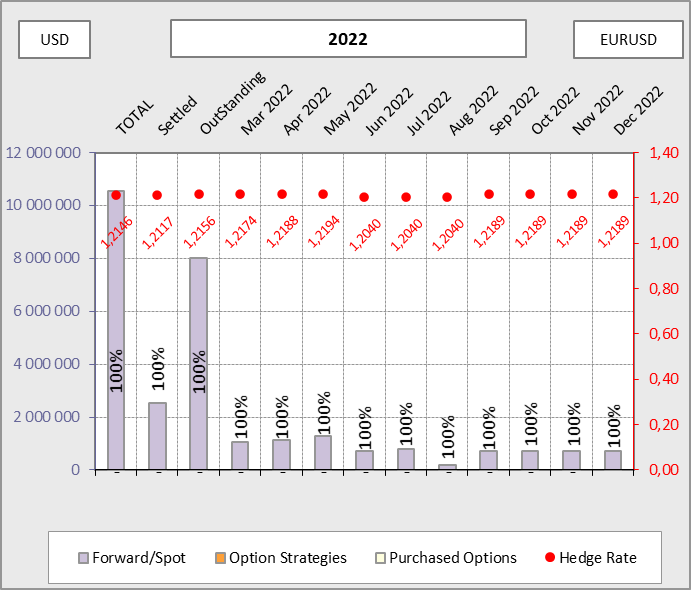 USD
2022
EURUSD
TOTAL
Settled
OutStanding
Mar 2022
Apr 2022
May 2022
Jun 2022
Jul 2022
Aug 2022
Sep 2022
Oct 2022
Nov 2022
Dec 2022
12 000 000
10 000 000
8 000 000
6 000 000
4 000 000
2 000 000
0
1,2146
1,2117
1,2156
1,2174
1,2188
1,2194
1,2040
1,2040
1,2040
1,2189
1,2189
1,2189
1,2189
100%
100%
100%
100%
100%
100%
100%
100%
100%
100%
100%
100%
100%
1,40
1,20
1,00
0,80
0,60
0,40
0,20
0,00
Forward/Spot
Option Strategies
Purchased Options
Hedge Rate